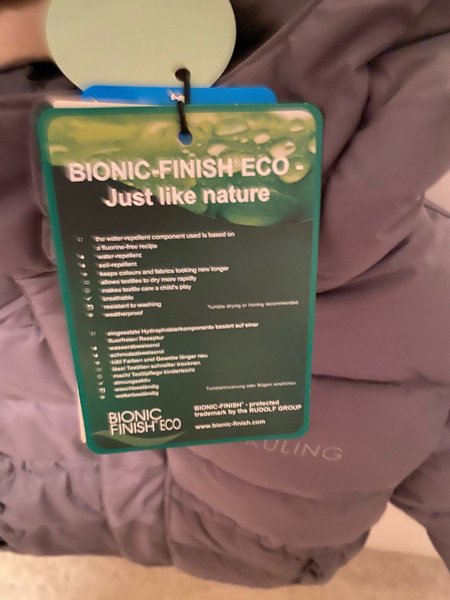 BIONIC-FINISH® ECO -
Just like nature
the water-repellent component used is based on
a fluorine-free recipe
water-repellent
soil-repellent
keeps colours and fabrics looking new longer
allows textiles to dry more rapidly
makes textile care a child's play
breathable
resistant to washing
Tumble drying or ironing recommended
weatherproof
eingesetzte Hydrophobierkomponente basiert auf einer
fluorfreien Rezeptur
wasserabweisend
schmutzabweisend
hält Farben und Gewebe länger neu
lässt Textilien schneller trocknen
macht Textilpflege kinderleicht
atmungsaktiv
waschbeständig
Tumblertrocknung oder Bügeln empfohlen
wetterbeständig
BIONIC
FINISH® ECO
BIONIC-FINISH® - protected
trademark by the RUDOLF GROUP
www.bionic-finish.com
KULING